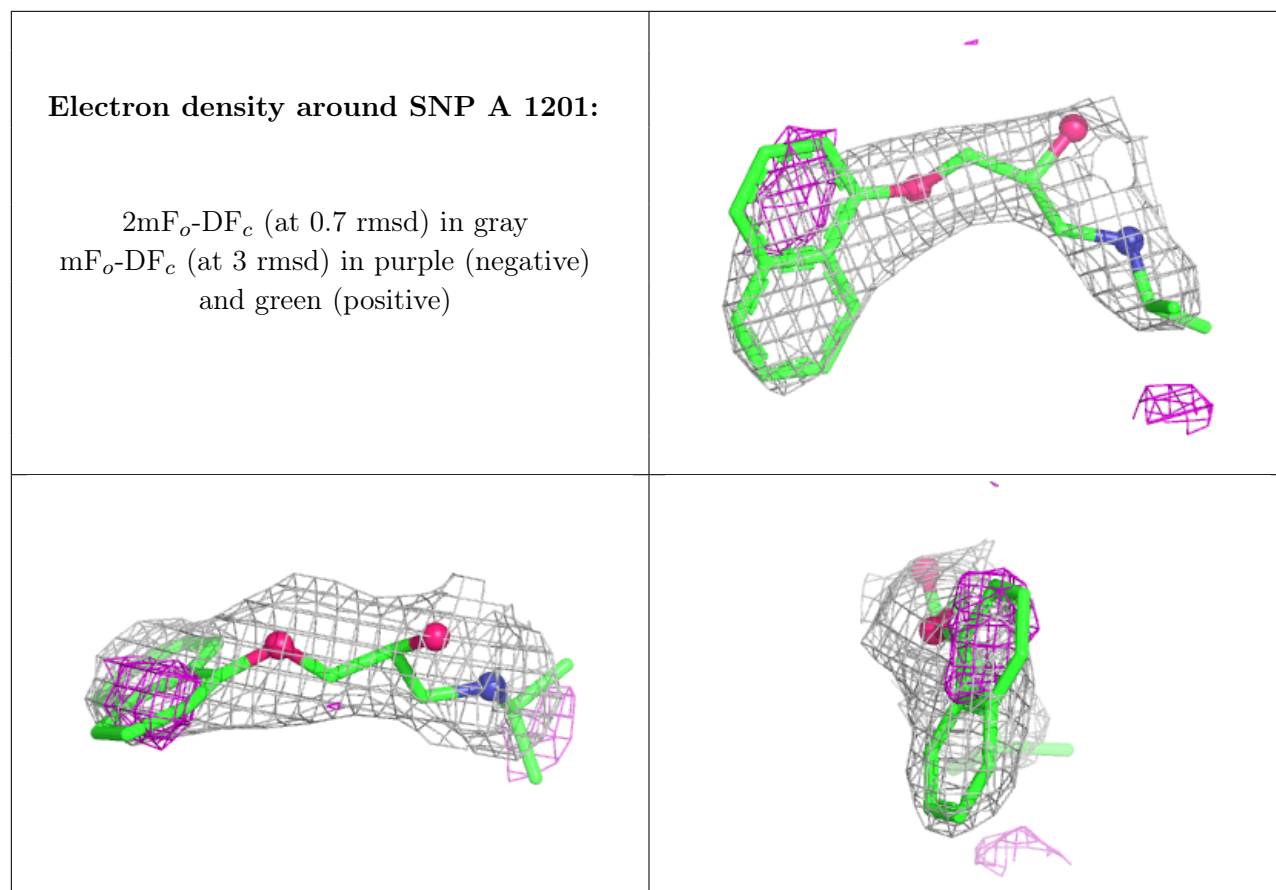 Electron density around SNP A 1201:
2mFₒ-DF𝒸 (at 0.7 rmsd) in gray
mFₒ-DF𝒸 (at 3 rmsd) in purple (negative)
and green (positive)